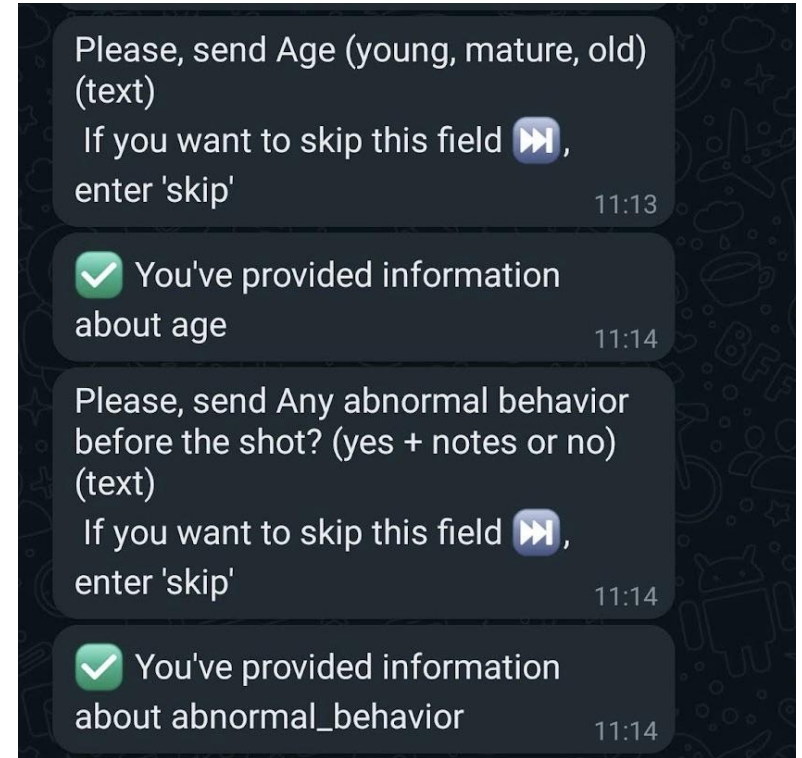 Please, send Age (young, mature, old)
(text)
If you want to skip this field ⏭️,
enter 'skip'
11:13
✅ You've provided information
about age
11:14
Please, send Any abnormal behavior
before the shot? (yes + notes or no)
(text)
If you want to skip this field ⏭️,
enter 'skip'
11:14
✅ You've provided information
about abnormal_behavior
11:14